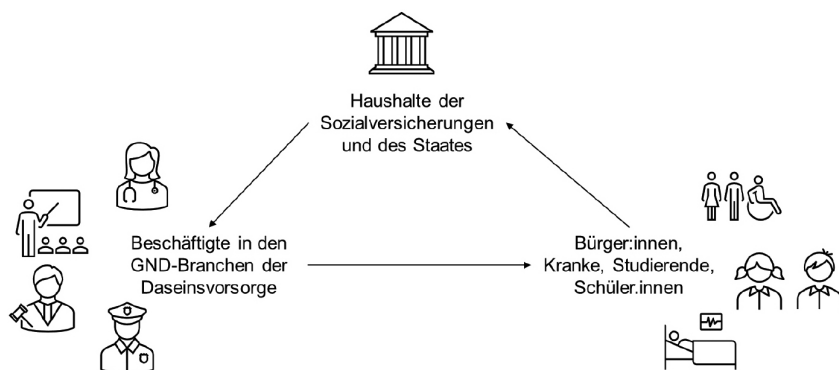 Haushalte der
Sozialversicherungen
und des Staates
Beschäftigte in den
GND-Branchen der
Daseinsvorsorge
Bürger:innen,
Kranke, Studierende,
Schüler.innen